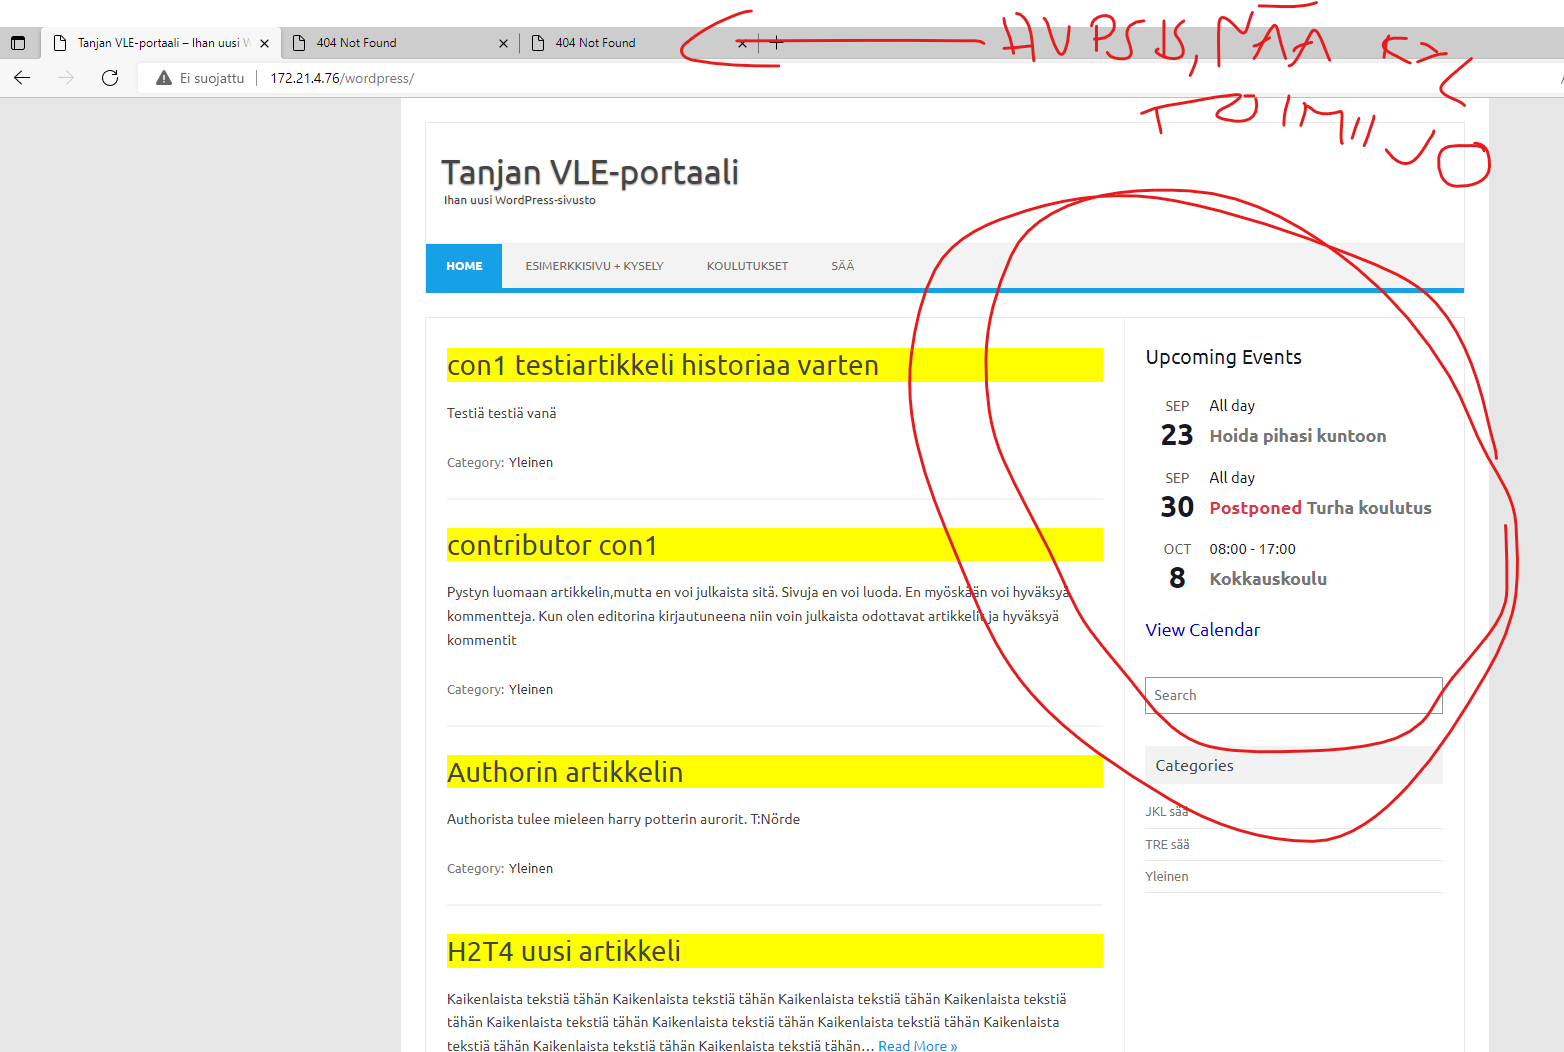 Tanjan VLE-portaali – Ihan uusi W
404 Not Found
404 Not Found
HUPSIS, NÄÄ
TOIMII JO
Ei suojattu
172.21.4.76/wordpress/
Tanjan VLE-portaali
Ihan uusi WordPress-sivusto
HOME
ESIMERKKISIVU + KYSELY
KOULUTUKSET
SÄÄ
con1 testiartikkeli historiaa varten
Testiä testiä vanä
Category: Yleinen
contributor con1
Pystyn luomaan artikkelin,mutta en voi julkaista sitä. Sivuja en voi luoda. En myöskään voi hyväksyä
kommentteja. Kun olen editorina kirjautuneena niin voin julkaista odottavat artikkelit ja hyväksyä
kommentit
Category: Yleinen
Authorin artikkelin
Authorista tulee mieleen harry potterin aurorit. T:Nörde
Category: Yleinen
H2T4 uusi artikkeli
Kaikenlaista tekstiä tähän Kaikenlaista tekstiä tähän Kaikenlaista tekstiä tähän Kaikenlaista tekstiä
tähän Kaikenlaista tekstiä tähän Kaikenlaista tekstiä tähän Kaikenlaista tekstiä tähän Kaikenlaista
tekstiä tähän Kaikenlaista tekstiä tähän Kaikenlaista tekstiä tähän… Read More »
Upcoming Events
SEP
All day
23
Hoida pihasi kuntoon
SEP
All day
30
Postponed Turha koulutus
OCT
08:00 - 17:00
8
Kokkauskoulu
View Calendar
Search
Categories
JKL sää
TRE sää
Yleinen